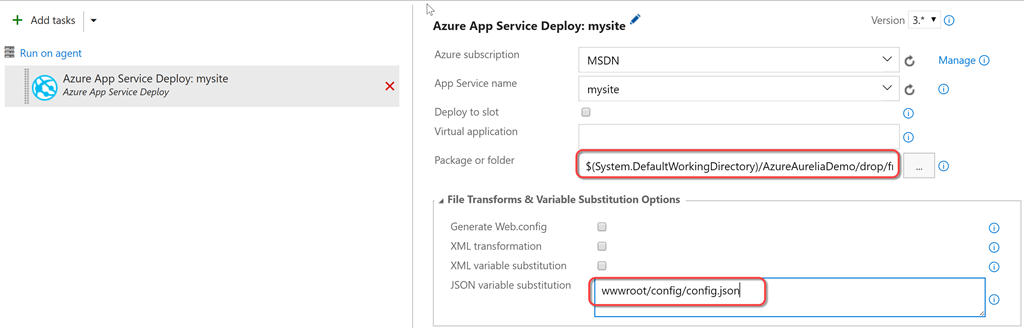 + Add tasks
Run on agent
Azure App Service Deploy: mysite
Azure App Service Deploy
Azure App Service Deploy: mysite
Version 3.*
Azure subscription
MSDN
Manage
App Service name
mysite
Deploy to slot
Virtual application
Package or folder
$(System.DefaultWorkingDirectory)/AzureAureliaDemo/drop/f
...
File Transforms & Variable Substitution Options
Generate Web.config
XML transformation
XML variable substitution
JSON variable substitution
wwwroot/config/config.json